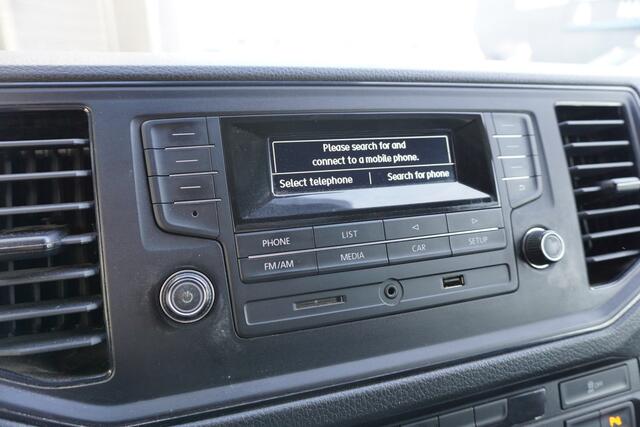 Please search for and
connect to a mobile phone.
Select telephone Search for phone
PHONE LIST
FM/AM MEDIA CAR SETUP
OFF